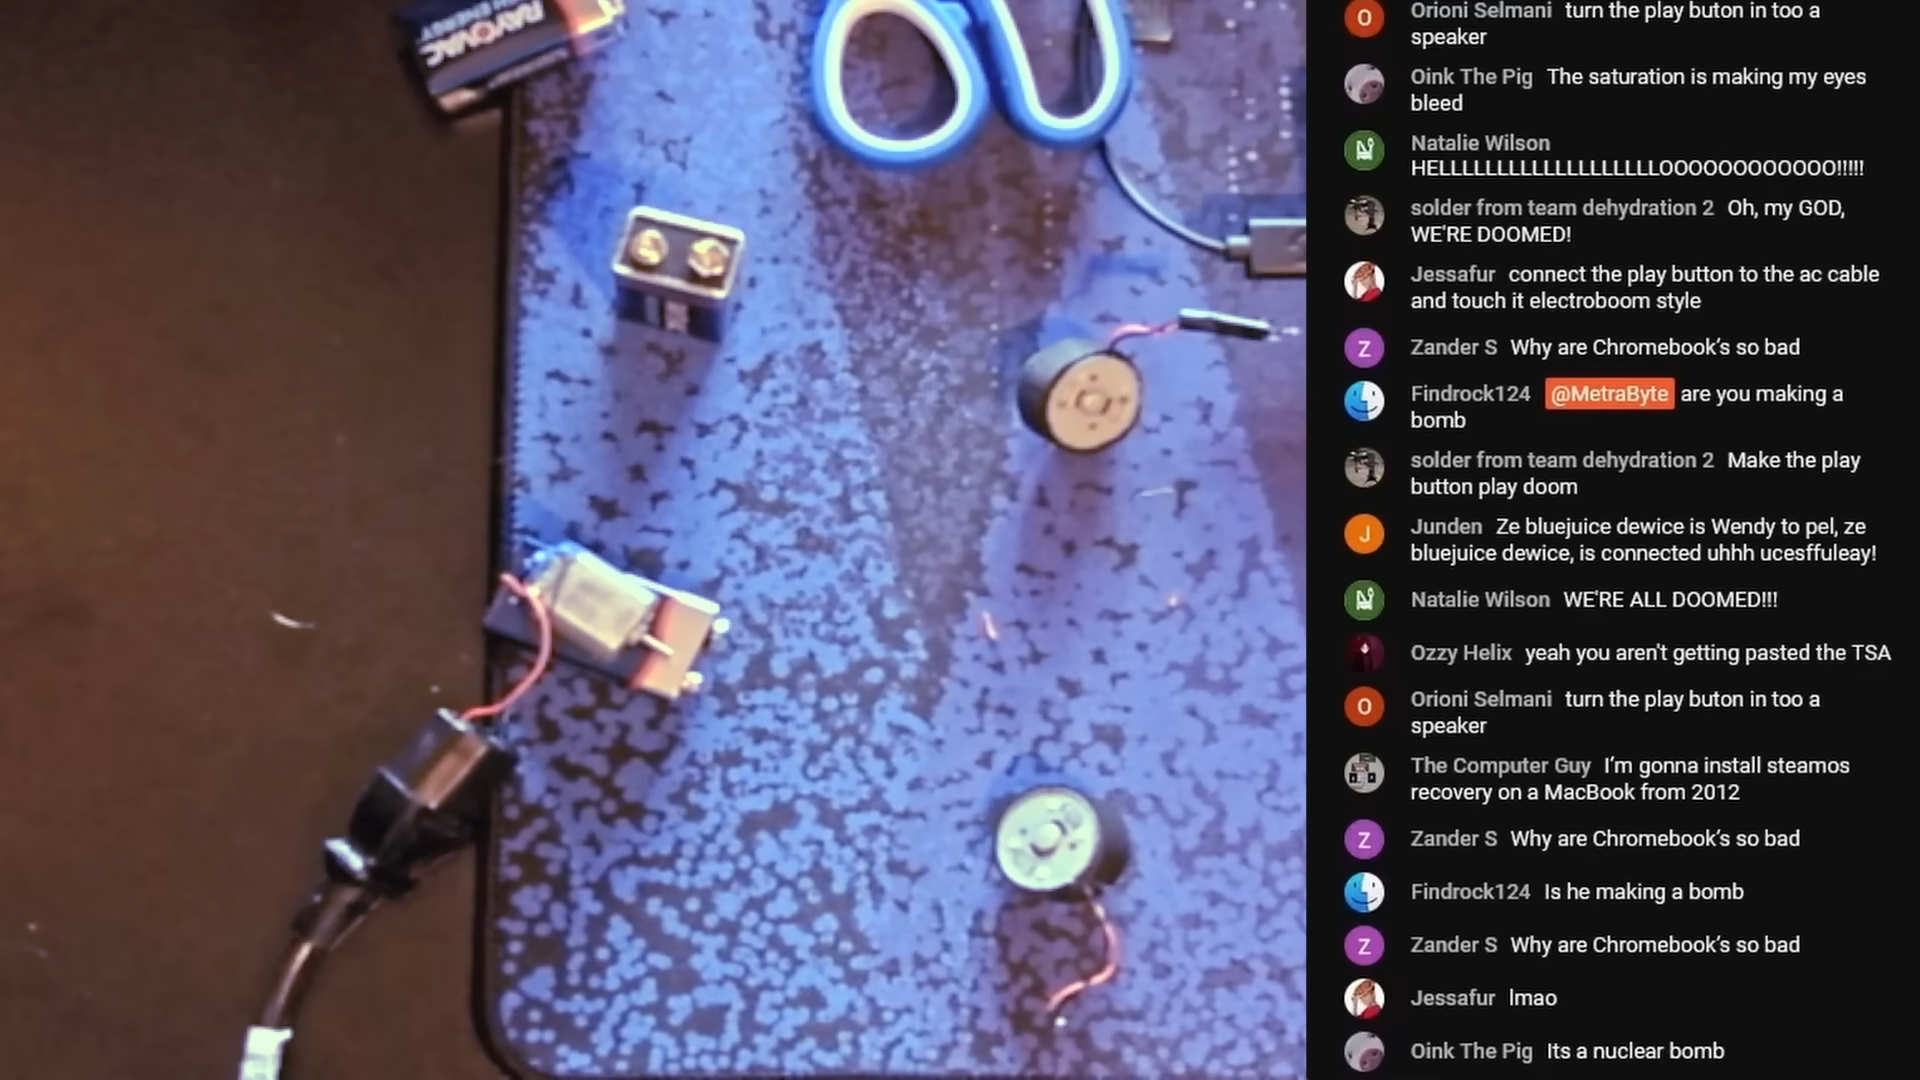 RAYOVAC
HIGH ENERGY
Orioni Selmani turn the play buton in too a
speaker
Oink The Pig The saturation is making my eyes
bleed
Natalie Wilson
HELLLLLLLLLLLLLLLLLLLOOOOOOOOOOOO!!!!!
solder from team dehydration 2 Oh, my GOD,
WE'RE DOOMED!
Jessafur connect the play button to the ac cable
and touch it electroboom style
Z Zander S Why are Chromebook's so bad
Findrock124 @MetraByte are you making a
bomb
solder from team dehydration 2 Make the play
button play doom
J Junden Ze bluejuice dewice is Wendy to pel, ze
bluejuice dewice, is connected uhhh ucesffuleay!
Natalie Wilson WE'RE ALL DOOMED!!!
Ozzy Helix yeah you aren't getting pasted the TSA
O Orioni Selmani turn the play buton in too a
speaker
The Computer Guy I'm gonna install steamos
recovery on a MacBook from 2012
Z Zander S Why are Chromebook's so bad
Findrock124 Is he making a bomb
Z Zander S Why are Chromebook's so bad
Jessafur lmao
Oink The Pig Its a nuclear bomb